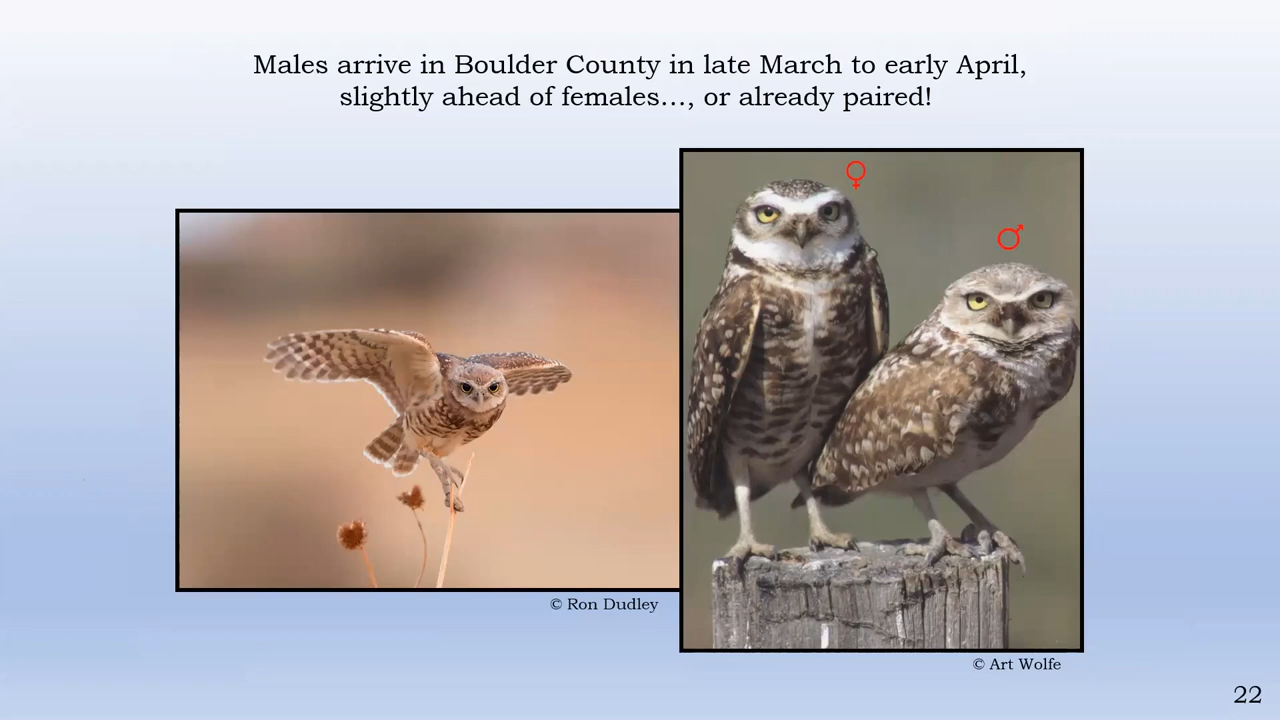 Males arrive in Boulder County in late March to early April,
slightly ahead of females…, or already paired!
♀
♂
© Ron Dudley
© Art Wolfe
22